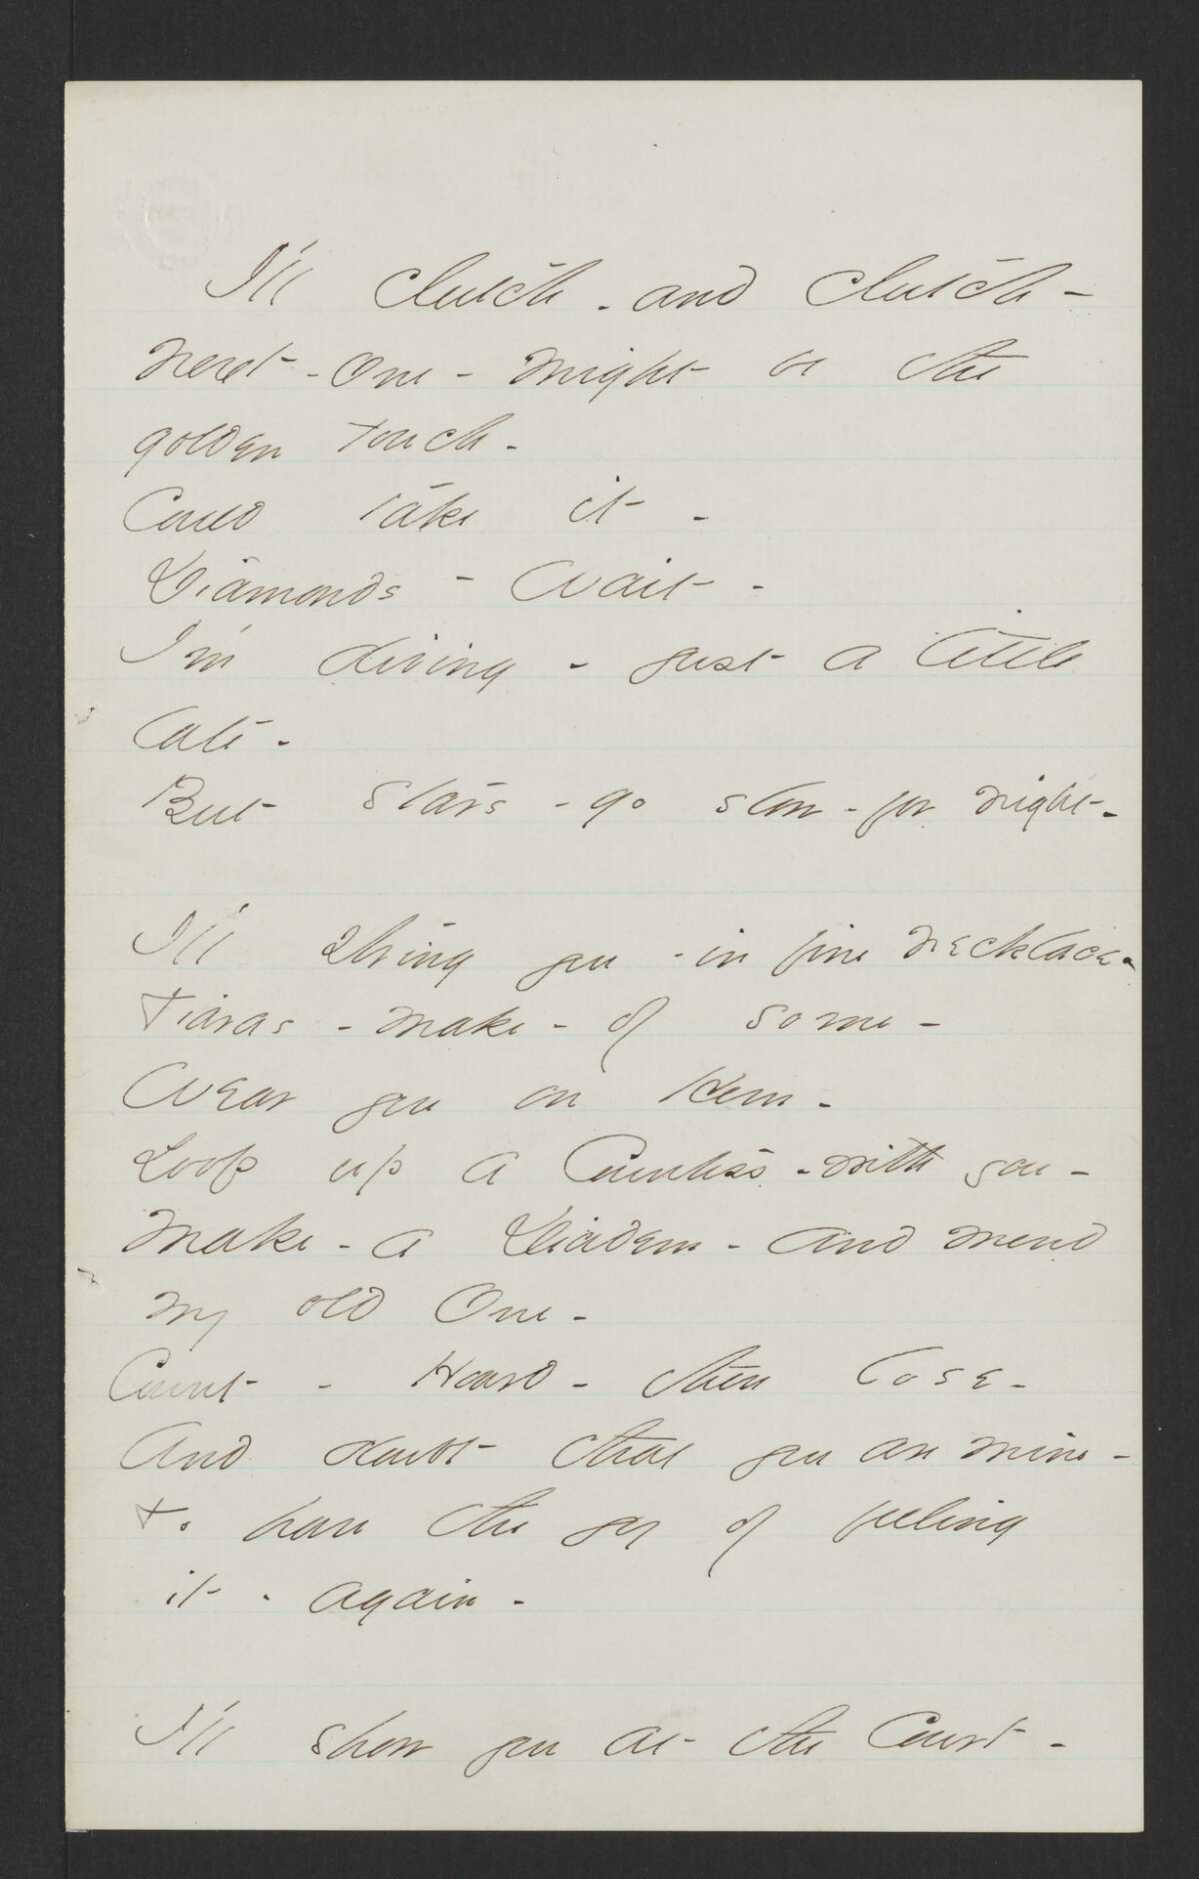 I'll clutch - and clutch -
Next - One - Might be the
golden touch -
Could take it -
Diamonds - Wait -
I'm diving - just a little
late -
But stars - go slow - for night -
I'll string you - in fine necklace -
Tiaras - make - of some -
Wear you on Hem -
Loop up a Countess - with you -
Make - a Diadem - and mend
my old One -
Count - Hoard - then lose -
And doubt that you are mine -
To have the joy of feeling
it - again -
I'll show you at the Court -